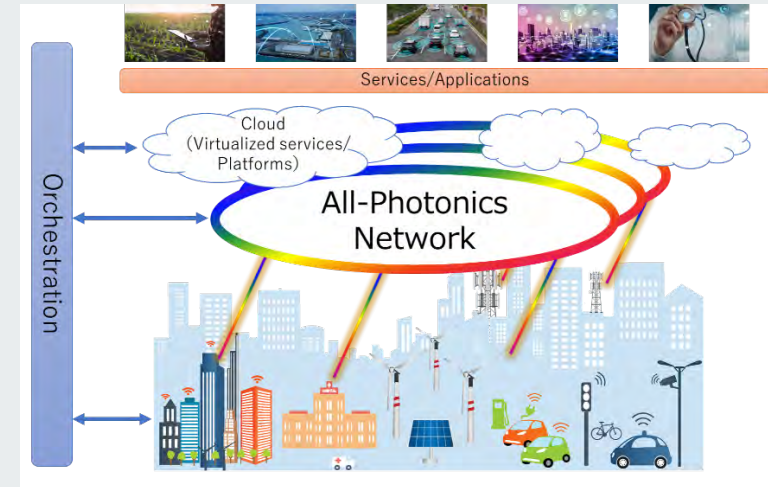 Services/Applications
Cloud
(Virtualized services/
Platforms)
All-Photonics
Network
Orchestration